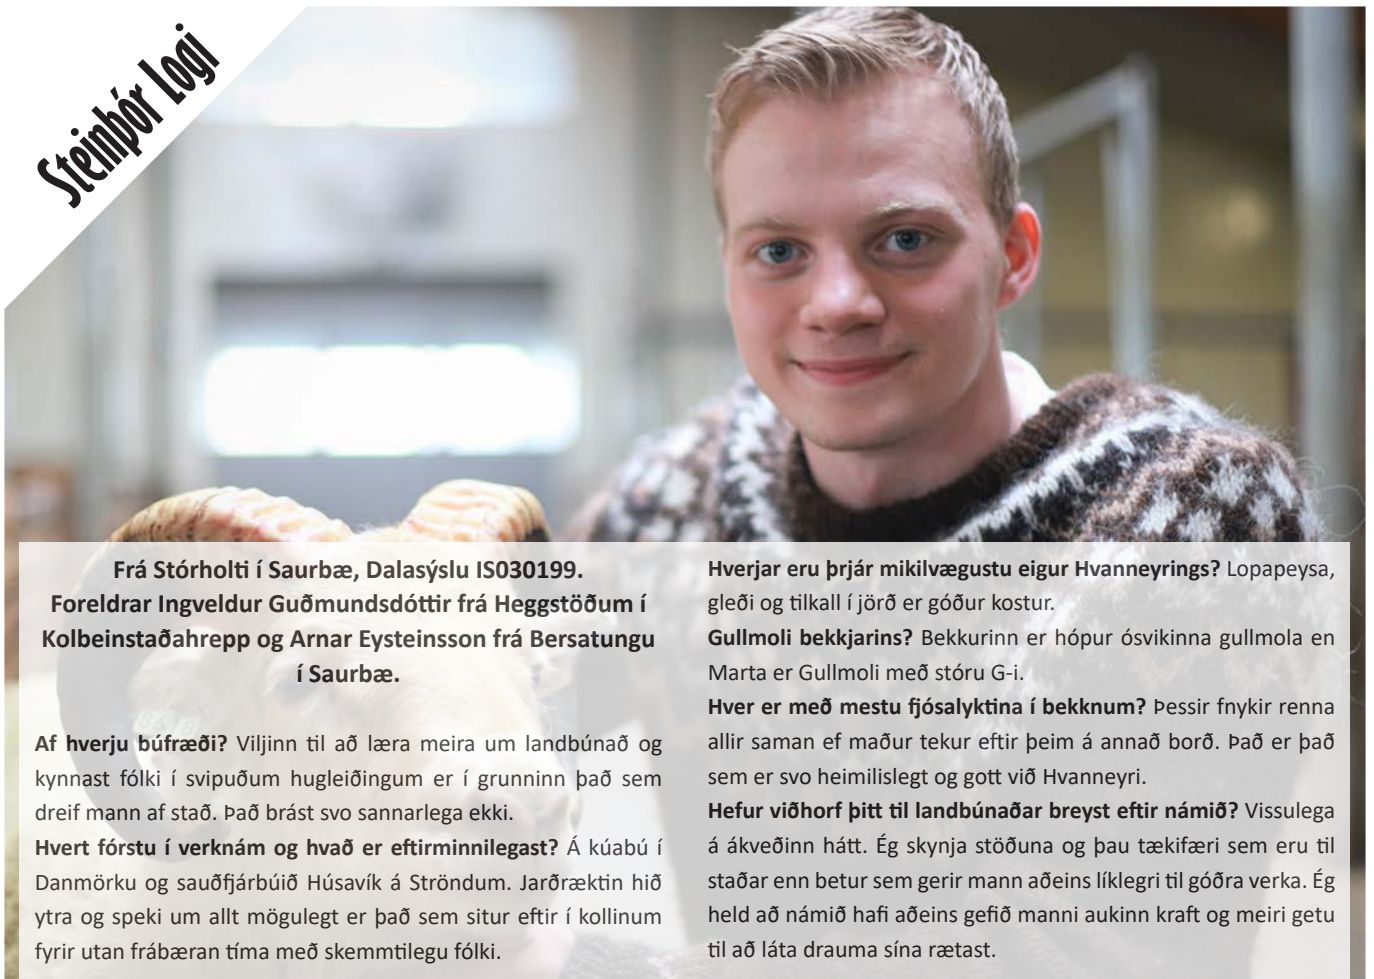 Steinþór Logi
Frá Stórholti í Saurbæ, Dalasýslu IS030199.
Foreldrar Ingveldur Guðmundsdóttir frá Heggstöðum í
Kolbeinstaðahrepp og Arnar Eysteinsson frá Bersatungu
í Saurbæ.
Af hverju búfræði? Viljinn til að læra meira um landbúnað og
kynnast fólki í svipuðum hugleiðingum er í grunninn það sem
dreif mann af stað. Það brást svo sannarlega ekki.
Hvert fórstu í verknám og hvað er eftirminnilegast? Á kúabú í
Danmörku og sauðfjárbúið Húsavík á Ströndum. Jarðræktin hið
ytra og speki um allt mögulegt er það sem situr eftir í kollinum
fyrir utan frábæran tíma með skemmtilegu fólki.
Hverjar eru þrjár mikilvægustu eigur Hvanneyrings? Lopapeysa,
gleði og tilkall í jörð er góður kostur.
Gullmoli bekkjarins? Bekkurinn er hópur ósvikinna gullmola en
Marta er Gullmoli með stóru G-i.
Hver er með mestu fjósalyktina í bekknum? Þessir fnykir renna
allir saman ef maður tekur eftir þeim á annað borð. Það er það
sem er svo heimilislegt og gott við Hvanneyri.
Hefur viðhorf þitt til landbúnaðar breyst eftir námið? Vissulega
á ákveðinn hátt. Ég skynja stöðuna og þau tækifæri sem eru til
staðar enn betur sem gerir mann aðeins líklegri til góðra verka. Ég
held að námið hafi aðeins gefið manni aukinn kraft og meiri getu
til að láta drauma sína rætast.